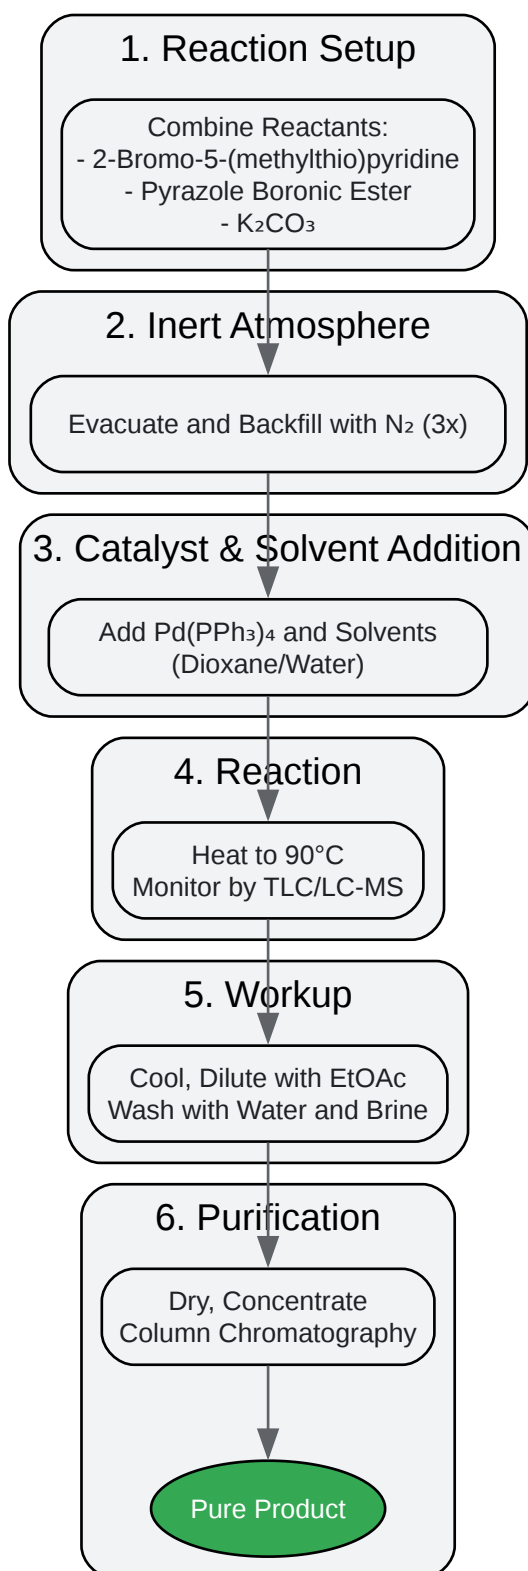 1. Reaction Setup
Combine Reactants:
- 2-Bromo-5-(methylthio)pyridine
- Pyrazole Boronic Ester
- K₂CO₃
2. Inert Atmosphere
Evacuate and Backfill with N₂ (3x)
3. Catalyst & Solvent Addition
Add Pd(PPh₃)₄ and Solvents
(Dioxane/Water)
4. Reaction
Heat to 90°C
Monitor by TLC/LC-MS
5. Workup
Cool, Dilute with EtOAc
Wash with Water and Brine
6. Purification
Dry, Concentrate
Column Chromatography
Pure Product